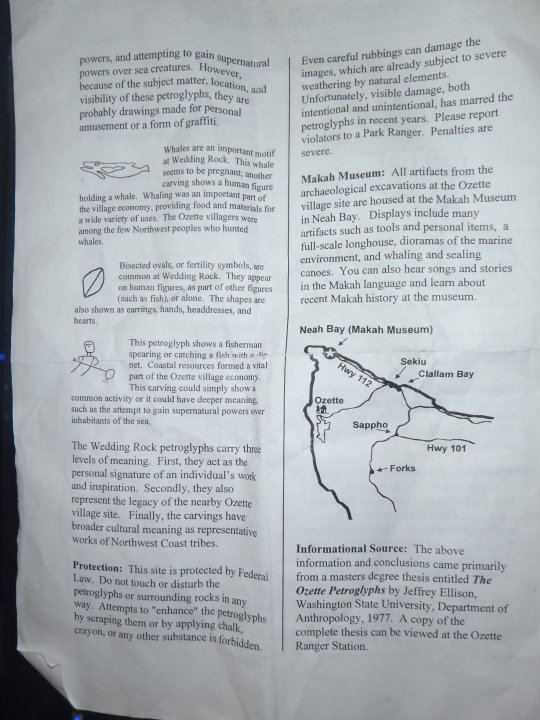 powers, and attempting to gain supernatural
powers over sea creatures. However,
because of the subject matter, location, and
visibility of these petroglyphs, they are
probably drawings made for personal
amusement or a form of graffiti.
Whales are an important motif
at Wedding Rock. This whale
seems to be pregnant; another
carving shows a human figure
holding a whale. Whaling was an important part of
the village economy, providing food and materials for
a wide variety of uses. The Ozette villagers were
among the few Northwest peoples who hunted
whales.
Bisected ovals, or fertility symbols, are
common at Wedding Rock. They appear
on human figures, as part of other figures
(such as fish), or alone. The shapes are
also shown as earrings, hands, headdresses, and
hearts.
This petroglyph shows a fisherman
spearing or catching a fish with a dip
net. Coastal resources formed a vital
part of the Ozette village economy.
This carving could simply show a
common activity or it could have deeper meaning,
such as the attempt to gain supernatural powers over
inhabitants of the sea.
The Wedding Rock petroglyphs carry three
levels of meaning. First, they act as the
personal signature of an individual's work
and inspiration. Secondly, they also
represent the legacy of the nearby Ozette
village site. Finally, the carvings have
broader cultural meaning as representative
works of Northwest Coast tribes.
Protection: This site is protected by Federal
Law. Do not touch or disturb the
petroglyphs or surrounding rocks in any
way. Attempts to "enhance" the petroglyphs
by scraping them or by applying chalk,
crayon, or any other substance is forbidden.
Even careful rubbings can damage the
images, which are already subject to severe
weathering by natural elements.
Unfortunately, visible damage, both
intentional and unintentional, has marred the
petroglyphs in recent years. Please report
violators to a Park Ranger. Penalties are
severe.
Makah Museum: All artifacts from the
archaeological excavations at the Ozette
village site are housed at the Makah Museum
in Neah Bay. Displays include many
artifacts such as tools and personal items, a
full-scale longhouse, dioramas of the marine
environment, and whaling and sealing
canoes. You can also hear songs and stories
in the Makah language and learn about
recent Makah history at the museum.
Neah Bay (Makah Museum)
Sekiu
Clallam Bay
Hwy 112
Ozette
Sappho
Hwy 101
Forks
Informational Source: The above
information and conclusions came primarily
from a masters degree thesis entitled The
Ozette Petroglyphs by Jeffrey Ellison,
Washington State University, Department of
Anthropology, 1977. A copy of the
complete thesis can be viewed at the Ozette
Ranger Station.